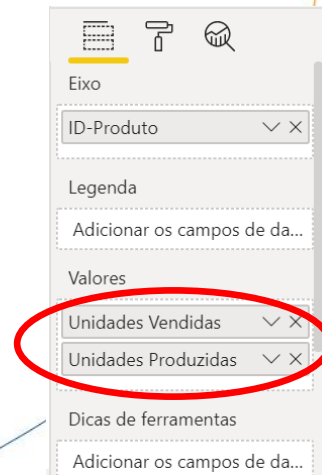 Eixo
ID-Produto
Legenda
Adicionar os campos de da...
Valores
Unidades Vendidas
Unidades Produzidas
Dicas de ferramentas
Adicionar os campos de da...